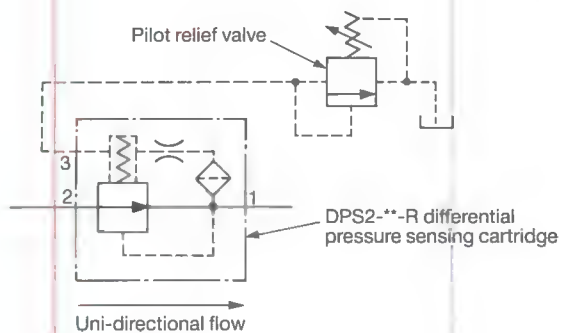 Pilot relief valve
3
2
1
DPS2-**-R differential
pressure sensing cartridge
Uni-directional flow